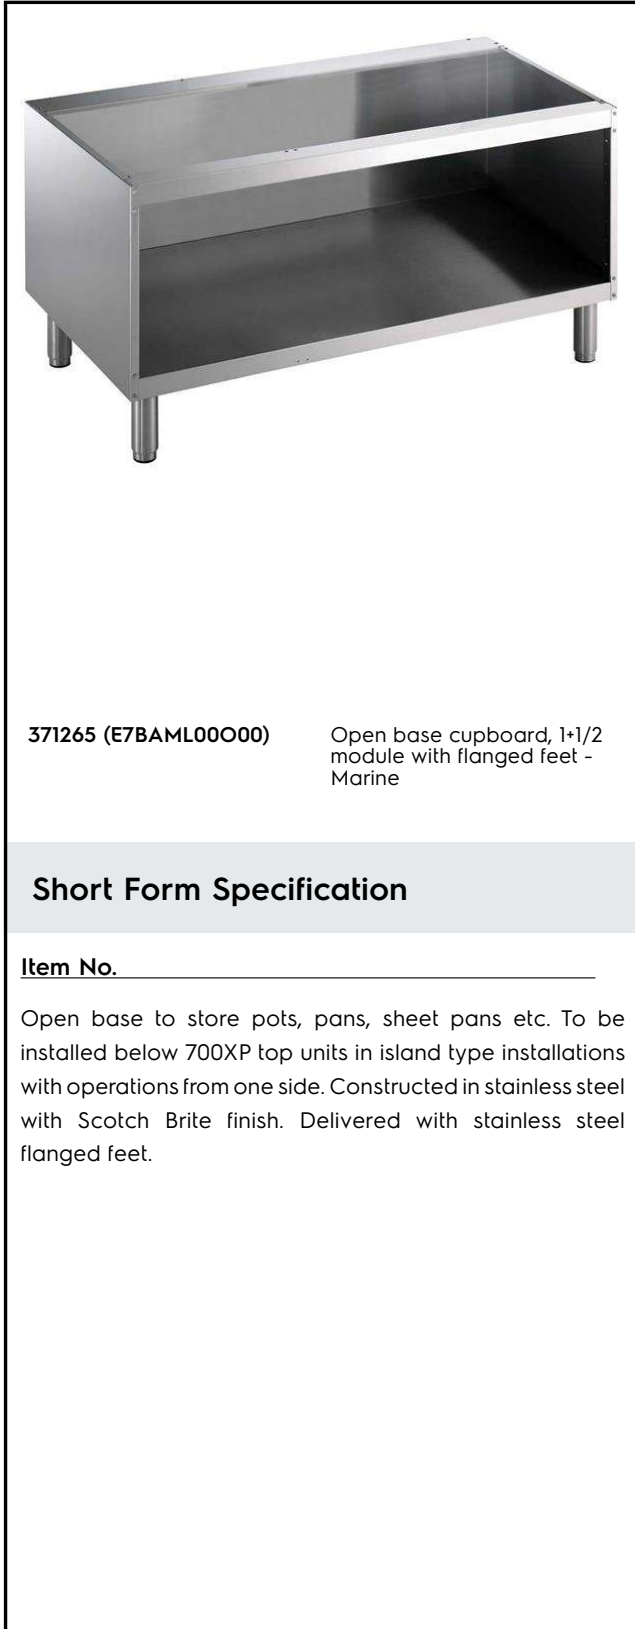 371265 (E7BAML00O00)
Open base cupboard, 1+1/2
module with flanged feet -
Marine
Short Form Specification
Item No.
Open base to store pots, pans, sheet pans etc. To be
installed below 700XP top units in island type installations
with operations from one side. Constructed in stainless steel
with Scotch Brite finish. Delivered with stainless steel
flanged feet.